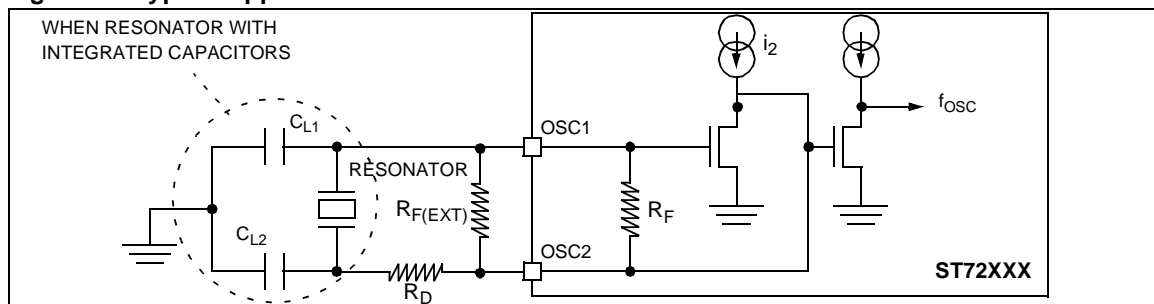 WHEN RESONATOR WITH
INTEGRATED CAPACITORS
i2
fOSC
CL1
OSC1
RESONATOR
RF(EXT)
RF
CL2
OSC2
RD
ST72XXX